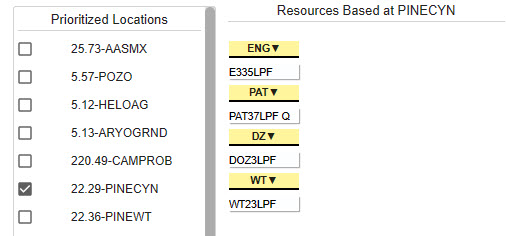 Prioritized Locations
25.73-AASMX
5.57-POZO
5.12-HELOAG
5.13-ARYOGRND
220.49-CAMPROB
22.29-PINECYN
22.36-PINEWT
Resources Based at PINECYN
ENG▼
E335LPF
PAT▼
PAT37LPF Q
DZ▼
DOZ3LPF
WT▼
WT23LPF